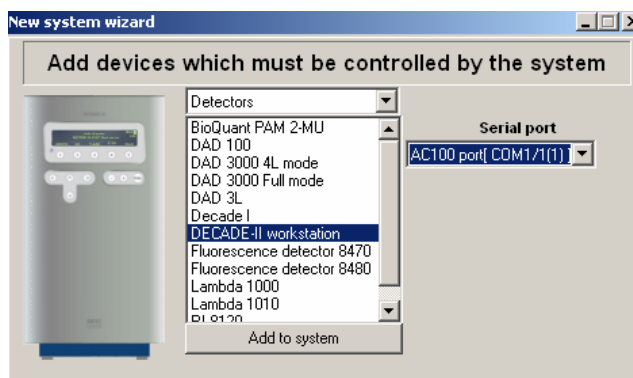 New system wizard
Add devices which must be controlled by the system
Detectors
BioQuant PAM 2-MU
DAD 100
DAD 3000 4L mode
DAD 3000 Full mode
DAD 3L
Decade I
DECADE-II workstation
Fluorescence detector 8470
Fluorescence detector 8480
Lambda 1000
Lambda 1010
Add to system
Serial port
AC100 port[ COM1/1(1) ]